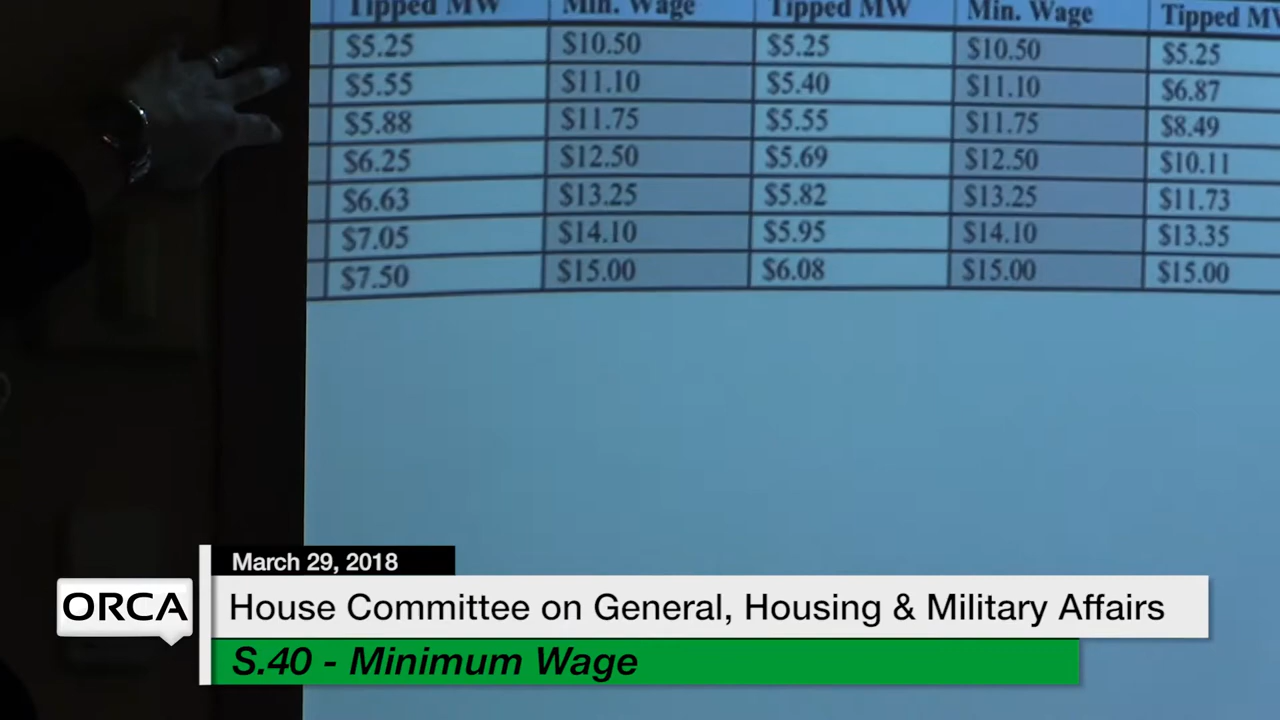 Tipped MW Min. Wage Tipped MW Min. Wage Tipped MW
$5.25 $10.50 $5.25 $10.50 $5.25
$5.55 $11.10 $5.40 $11.10 $6.87
$5.88 $11.75 $5.55 $11.75 $8.49
$6.25 $12.50 $5.69 $12.50 $10.11
$6.63 $13.25 $5.82 $13.25 $11.73
$7.05 $14.10 $5.95 $14.10 $13.35
$7.50 $15.00 $6.08 $15.00 $15.00
March 29, 2018
ORCA
House Committee on General, Housing & Military Affairs
S.40 - Minimum Wage